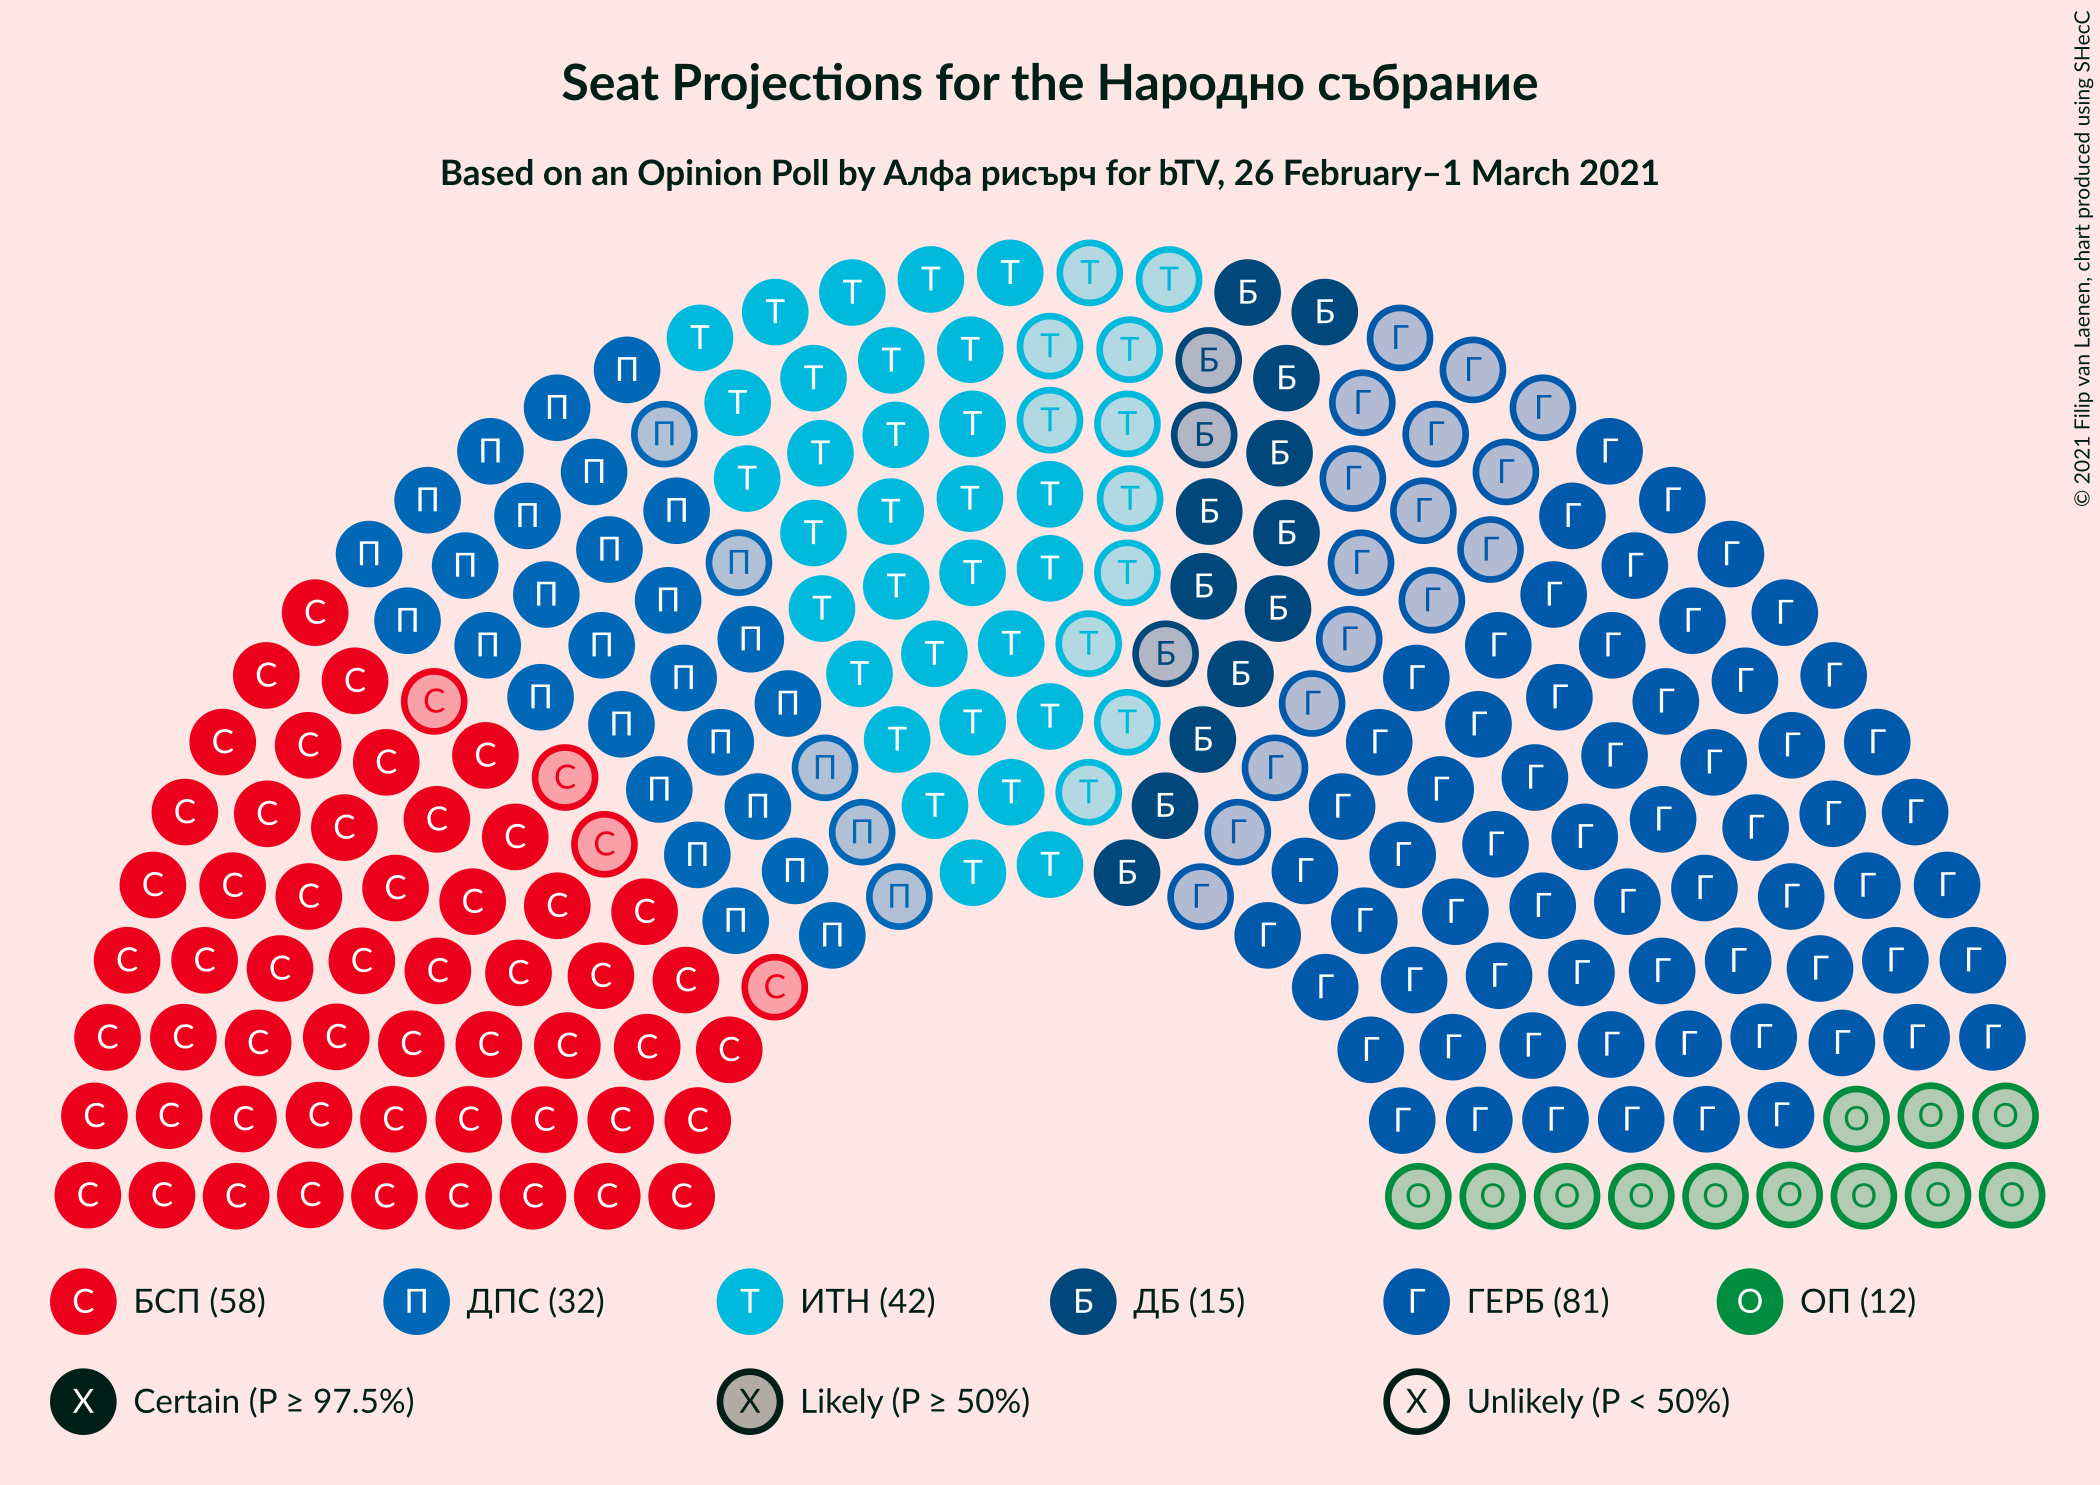 Seat Projections for the Народно събрание
Based on an Opinion Poll by Алфа рисърч for bTV, 26 February–1 March 2021
© 2021 Filip van Laenen, chart produced using SHecC
С БСП (58) П ДПС (32) Т ИТН (42) Б ДБ (15) Г ГЕРБ (81) О ОП (12)
X Certain (P ≥ 97.5%) X Likely (P ≥ 50%) X Unlikely (P < 50%)